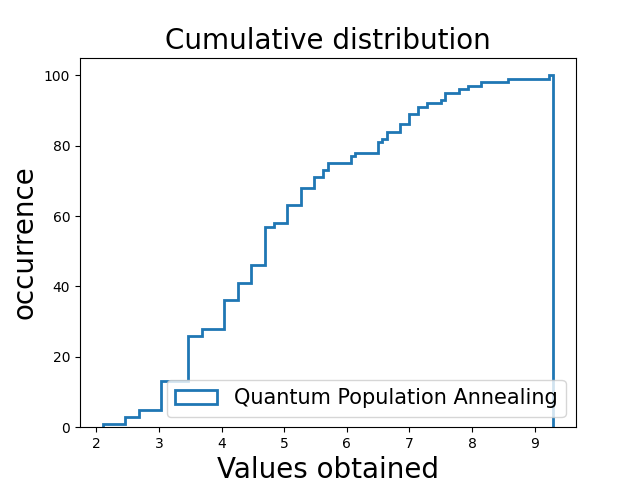 Cumulative distribution
occurrence
100
80
60
40
20
0
Quantum Population Annealing
2 3 4 5 6 7 8 9
Values obtained